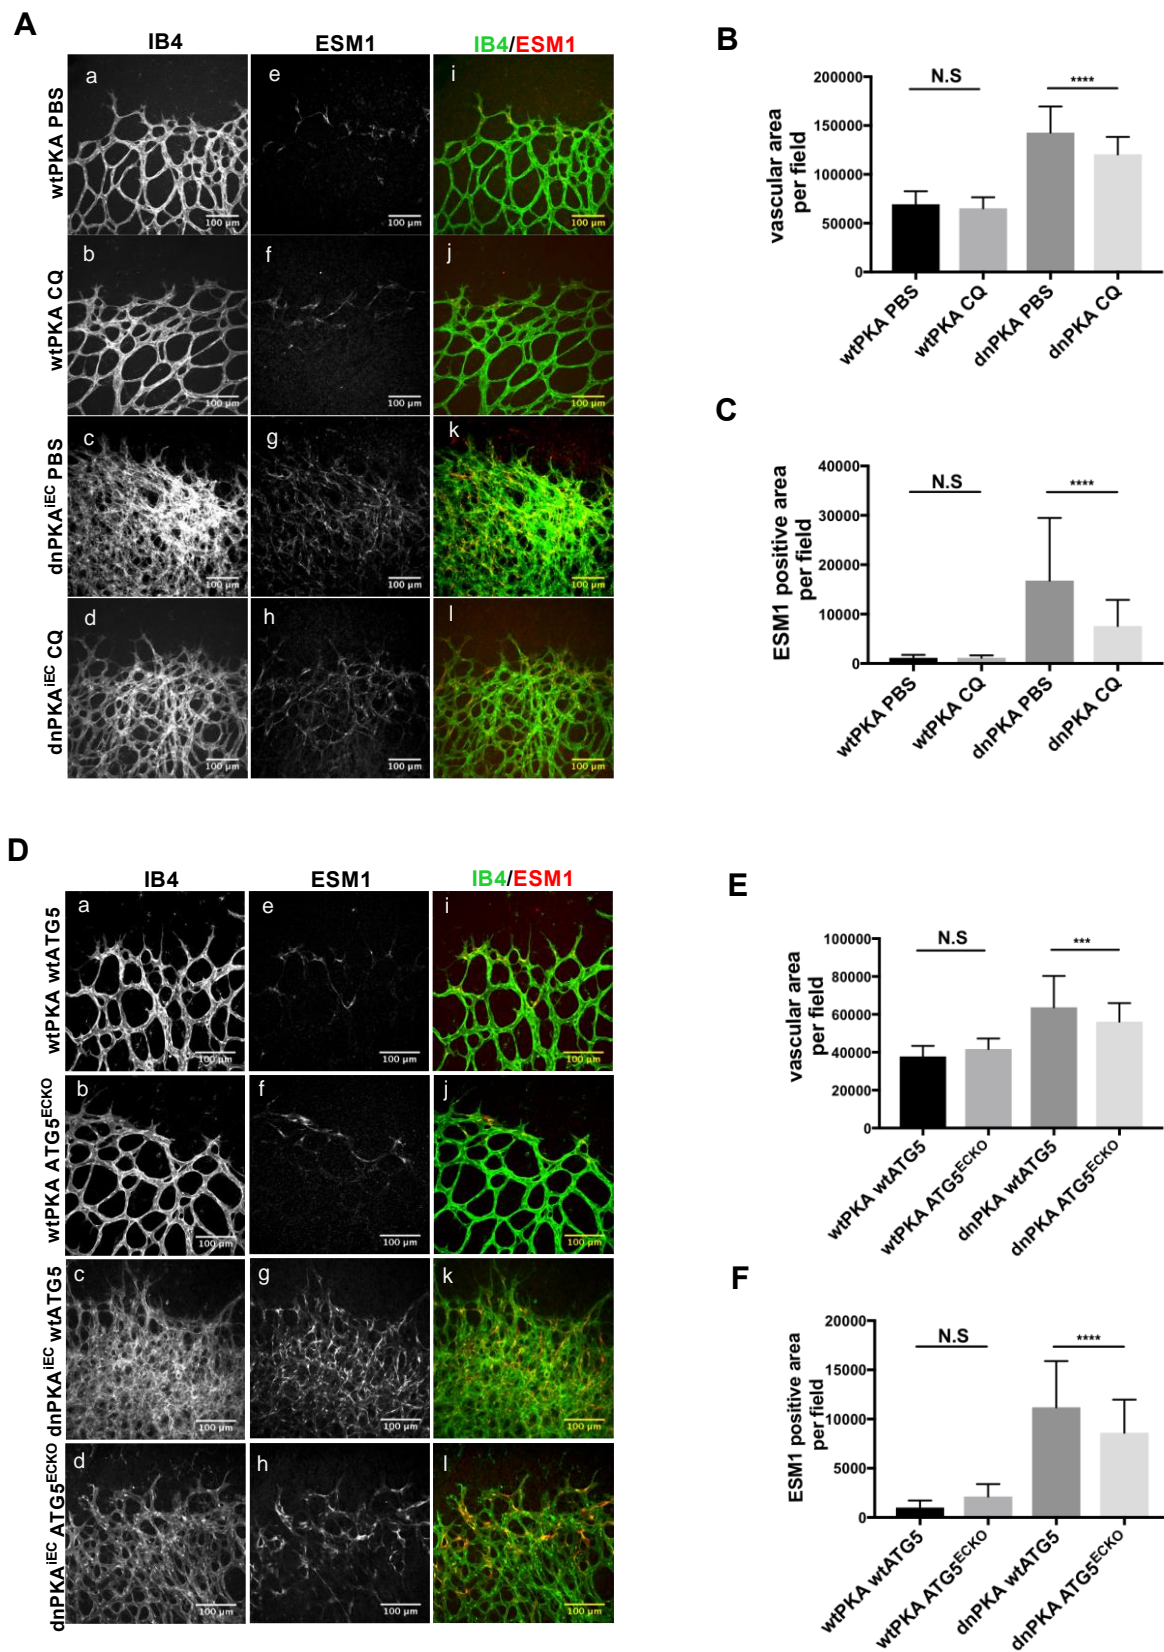 A
IB4 ESM1 IB4/ESM1
wtPKA PBS
a e i
100 µm 100 µm 100 µm
wtPKA CQ
b f j
100 µm 100 µm 100 µm
dnPKAiEC PBS
c g k
100 µm 100 µm 100 µm
dnPKAiEC CQ
d h l
100 µm 100 µm 100 µm
B
vascular area
per field
200000
150000
100000
50000
0
N.S ****
wtPKA PBS
wtPKA CQ
dnPKA PBS
dnPKA CQ
C
ESM1 positive area
per field
40000
30000
20000
10000
0
N.S ****
wtPKA PBS
wtPKA CQ
dnPKA PBS
dnPKA CQ
D
IB4 ESM1 IB4/ESM1
wtPKA wtATG5
a e i
100 µm 100 µm 100 µm
wtPKA ATG5ECKO
b f j
100 µm 100 µm 100 µm
dnPKAiEC wtATG5
c g k
100 µm 100 µm 100 µm
dnPKAiEC ATG5ECKO
d h l
100 µm 100 µm 100 µm
E
vascular area
per field
100000
80000
60000
40000
20000
0
N.S ***
wtPKA wtATG5
wtPKA ATG5ECKO
dnPKA wtATG5
dnPKA ATG5ECKO
F
ESM1 positive area
per field
20000
15000
10000
5000
0
N.S ****
wtPKA wtATG5
wtPKA ATG5ECKO
dnPKA wtATG5
dnPKA ATG5ECKO